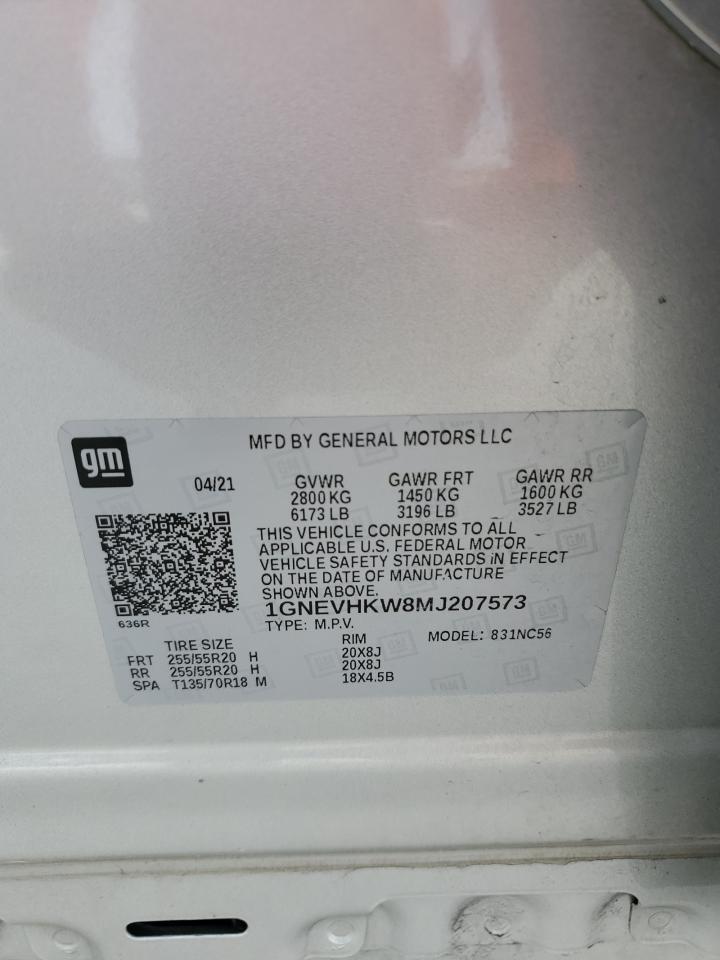 gm
MFD BY GENERAL MOTORS LLC
04/21
GVWR GAWR FRT GAWR RR
2800 KG 1450 KG 1600 KG
6173 LB 3196 LB 3527 LB
THIS VEHICLE CONFORMS TO ALL
APPLICABLE U.S. FEDERAL MOTOR
VEHICLE SAFETY STANDARDS IN EFFECT
ON THE DATE OF MANUFACTURE
SHOWN ABOVE.
1GNEVHKW8MJ207573
636R
TYPE: M.P.V. MODEL: 831NC56
TIRE SIZE RIM
FRT 255/55R20 H 20X8J
RR 255/55R20 H 20X8J
SPA T135/70R18 M 18X4.5B